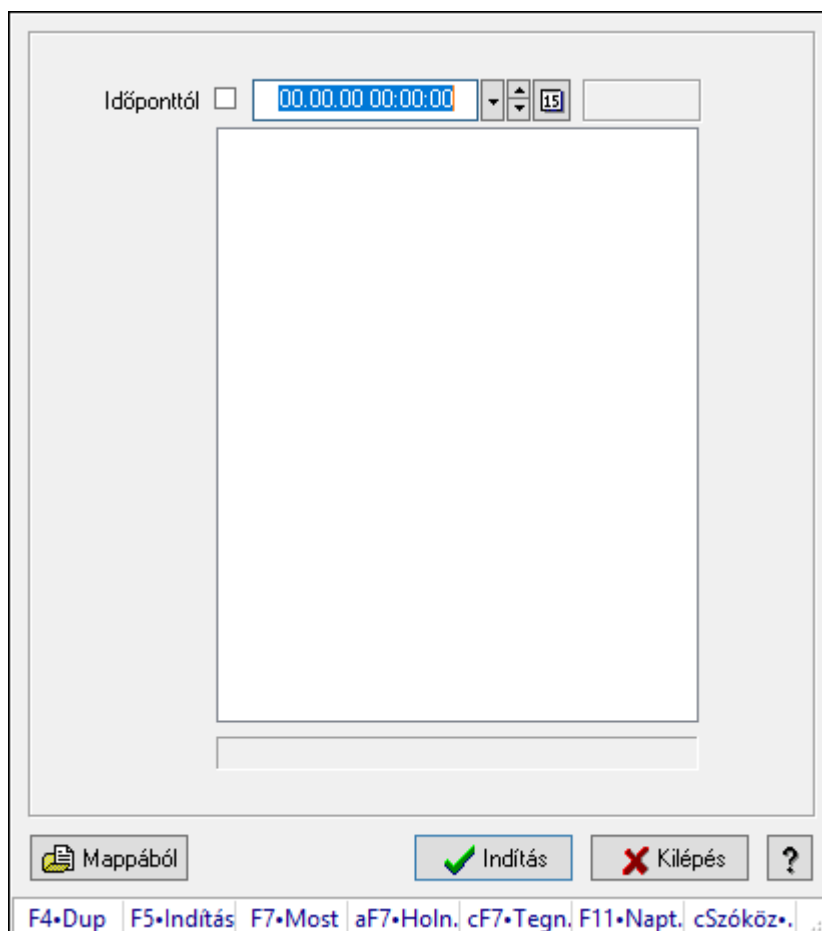 Időponttól 00.00.00 00:00:00 15
Mappából Indítás Kilépés ?
F4•Dup F5•Indítás F7•Most aF7•Holn. cF7•Tegn. F11•Napt. cSzóköz•.